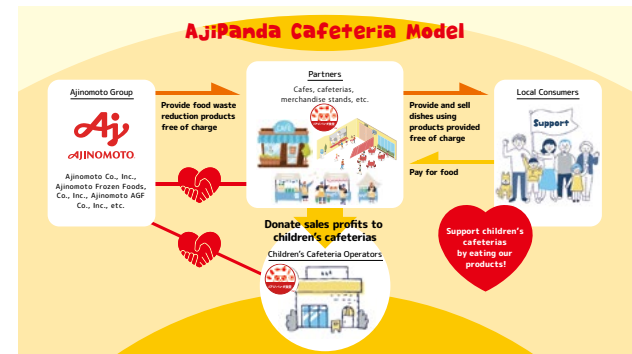 AjiPanda Cafeteria Model
Ajinomoto Group
Aj
AJINOMOTO
Ajinomoto Co., Inc.,
Ajinomoto Frozen Foods,
Co., Inc., Ajinomoto AGF
Co., Inc., etc.
Provide food waste
reduction products
free of charge
Partners
Cafes, cafeterias,
merchandise stands, etc.
CAFE
Provide and sell
dishes using
products provided
free of charge
Pay for food
Local Consumers
Support
Support children's
cafeterias
by eating our
products!
Donate sales profits to
children's cafeterias
Children's Cafeteria Operators